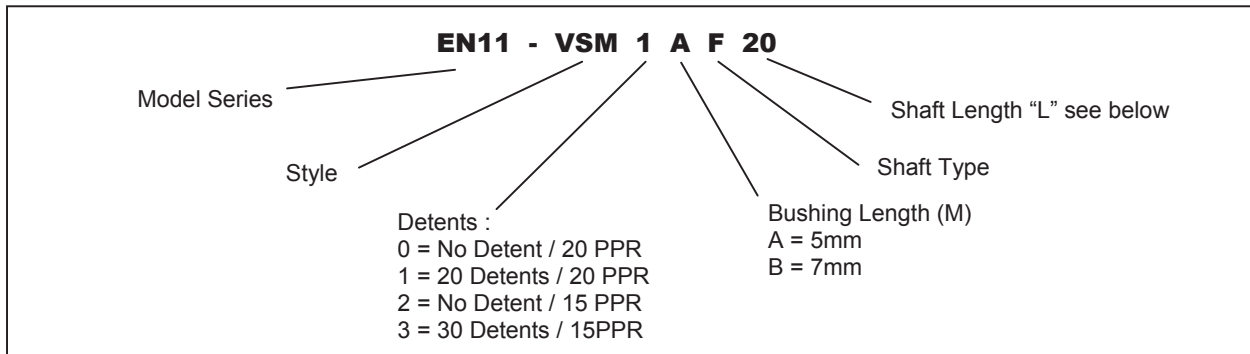 EN11 - VSM 1 A F 20
Model Series
Shaft Length “L” see below
Style
Shaft Type
Detents :
0 = No Detent / 20 PPR
1 = 20 Detents / 20 PPR
2 = No Detent / 15 PPR
3 = 30 Detents / 15PPR
Bushing Length (M)
A = 5mm
B = 7mm